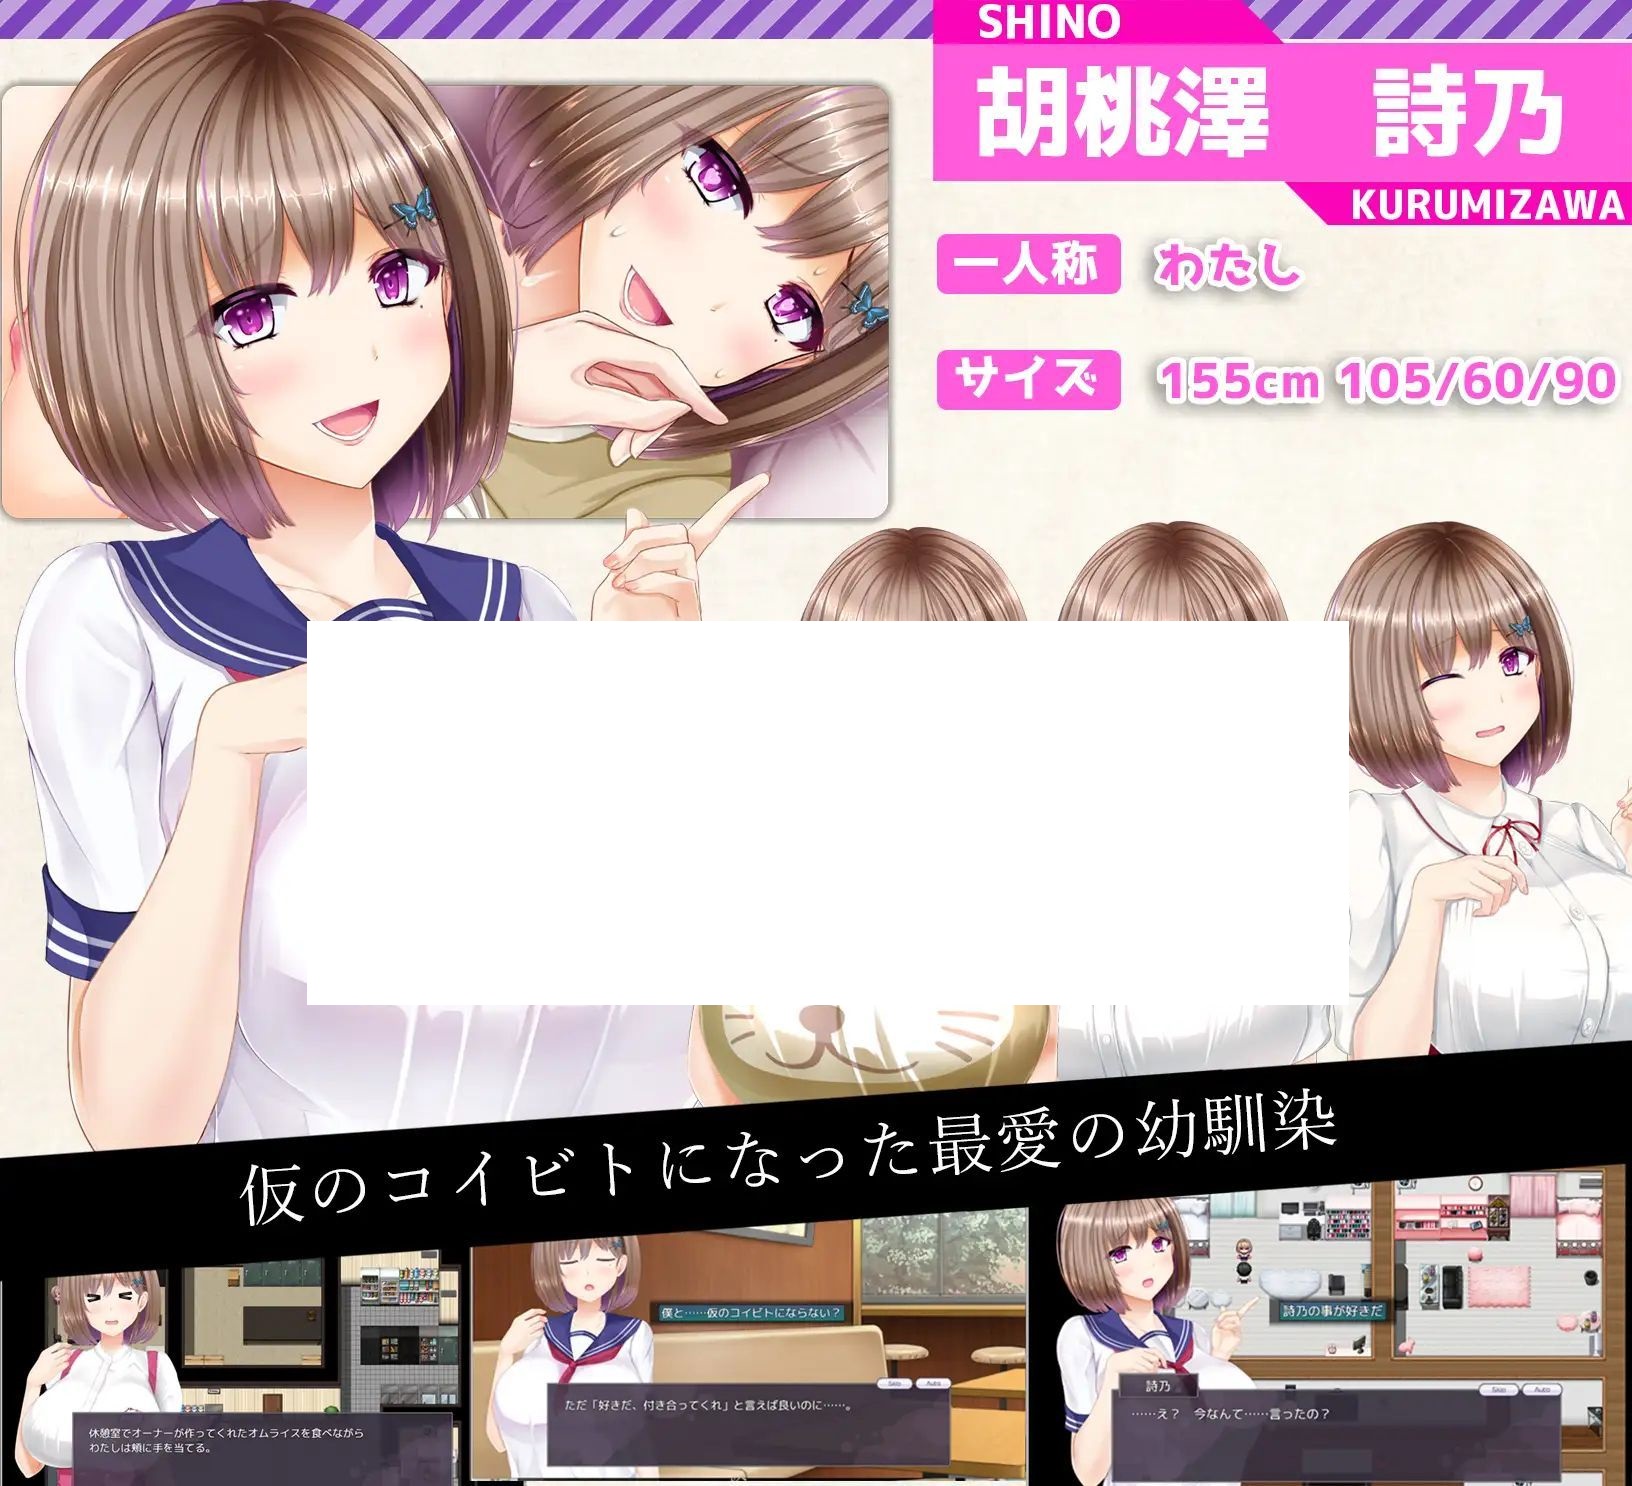 SHINO
胡桃澤 詩乃
KURUMIZAWA
一人称 わたし
サイズ 155cm 105/60/90
仮のコイビトになった最愛の幼馴染
休憩室でオーナーが作ってくれたオムライスを食べながら
わたしは頬に手を当てる。
僕と……仮のコイビトにならない？
Skip Auto
ただ「好きだ、付き合ってくれ」と言えば良いのに……。
詩乃の事が好きだ
Skip Auto
詩乃
……え？ 今なんて……言ったの？